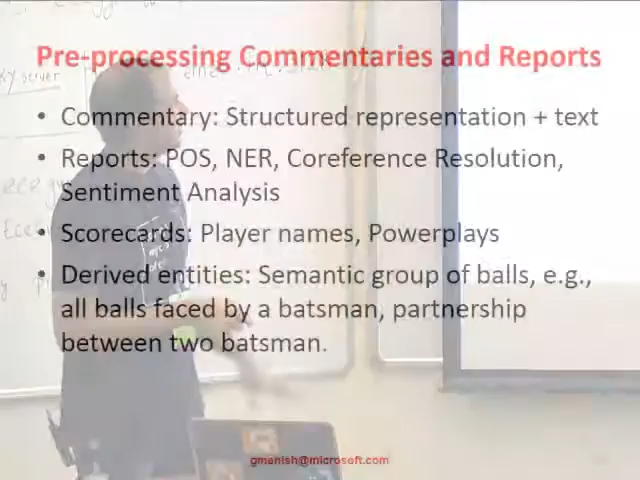 Pre-processing Commentaries and Reports
• Commentary: Structured representation + text
• Reports: POS, NER, Coreference Resolution,
Sentiment Analysis
• Scorecards: Player names, Powerplays
• Derived entities: Semantic group of balls, e.g.,
all balls faced by a batsman, partnership
between two batsman.
gmanish@microsoft.com